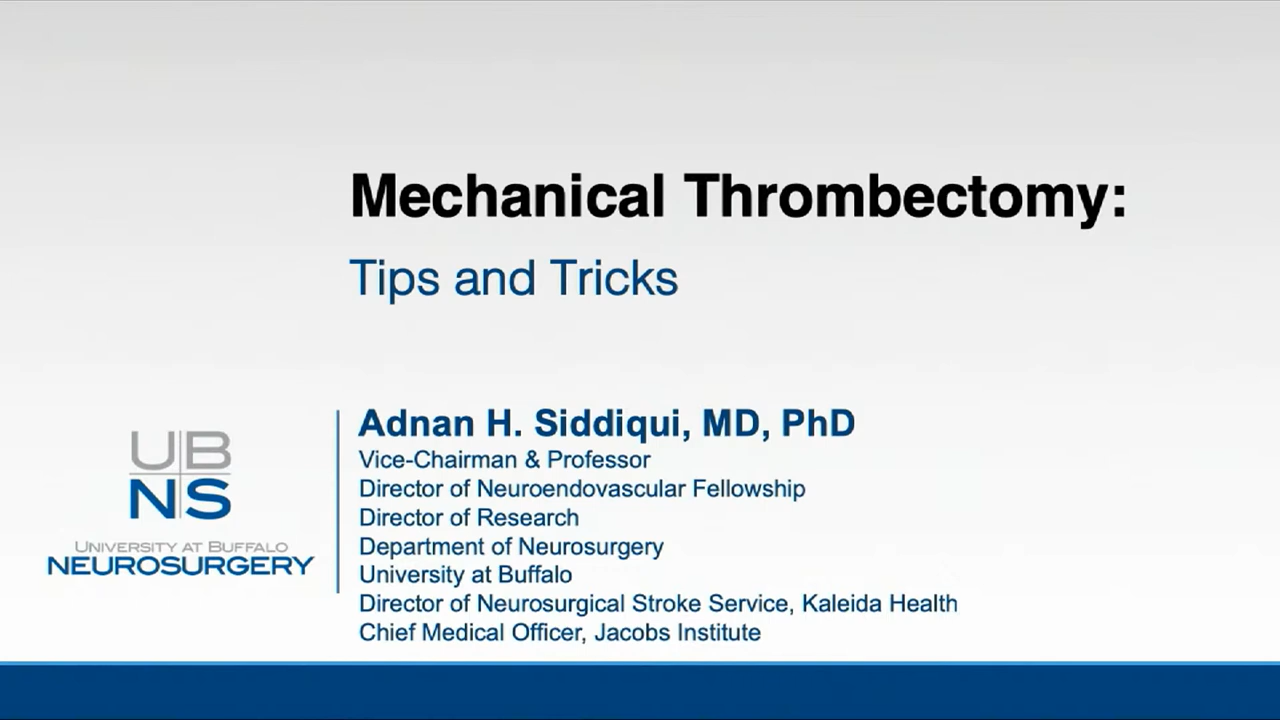 Mechanical Thrombectomy:
Tips and Tricks
UB
NS
UNIVERSITY AT BUFFALO
NEUROSURGERY
Adnan H. Siddiqui, MD, PhD
Vice-Chairman & Professor
Director of Neuroendovascular Fellowship
Director of Research
Department of Neurosurgery
University at Buffalo
Director of Neurosurgical Stroke Service, Kaleida Health
Chief Medical Officer, Jacobs Institute